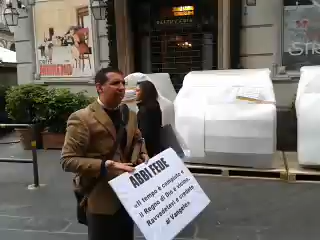 ABBI FEDE
«Il tempo è compiuto e
il Regno di Dio è vicino.
Ravvedetevi e credete
al Vangelo»